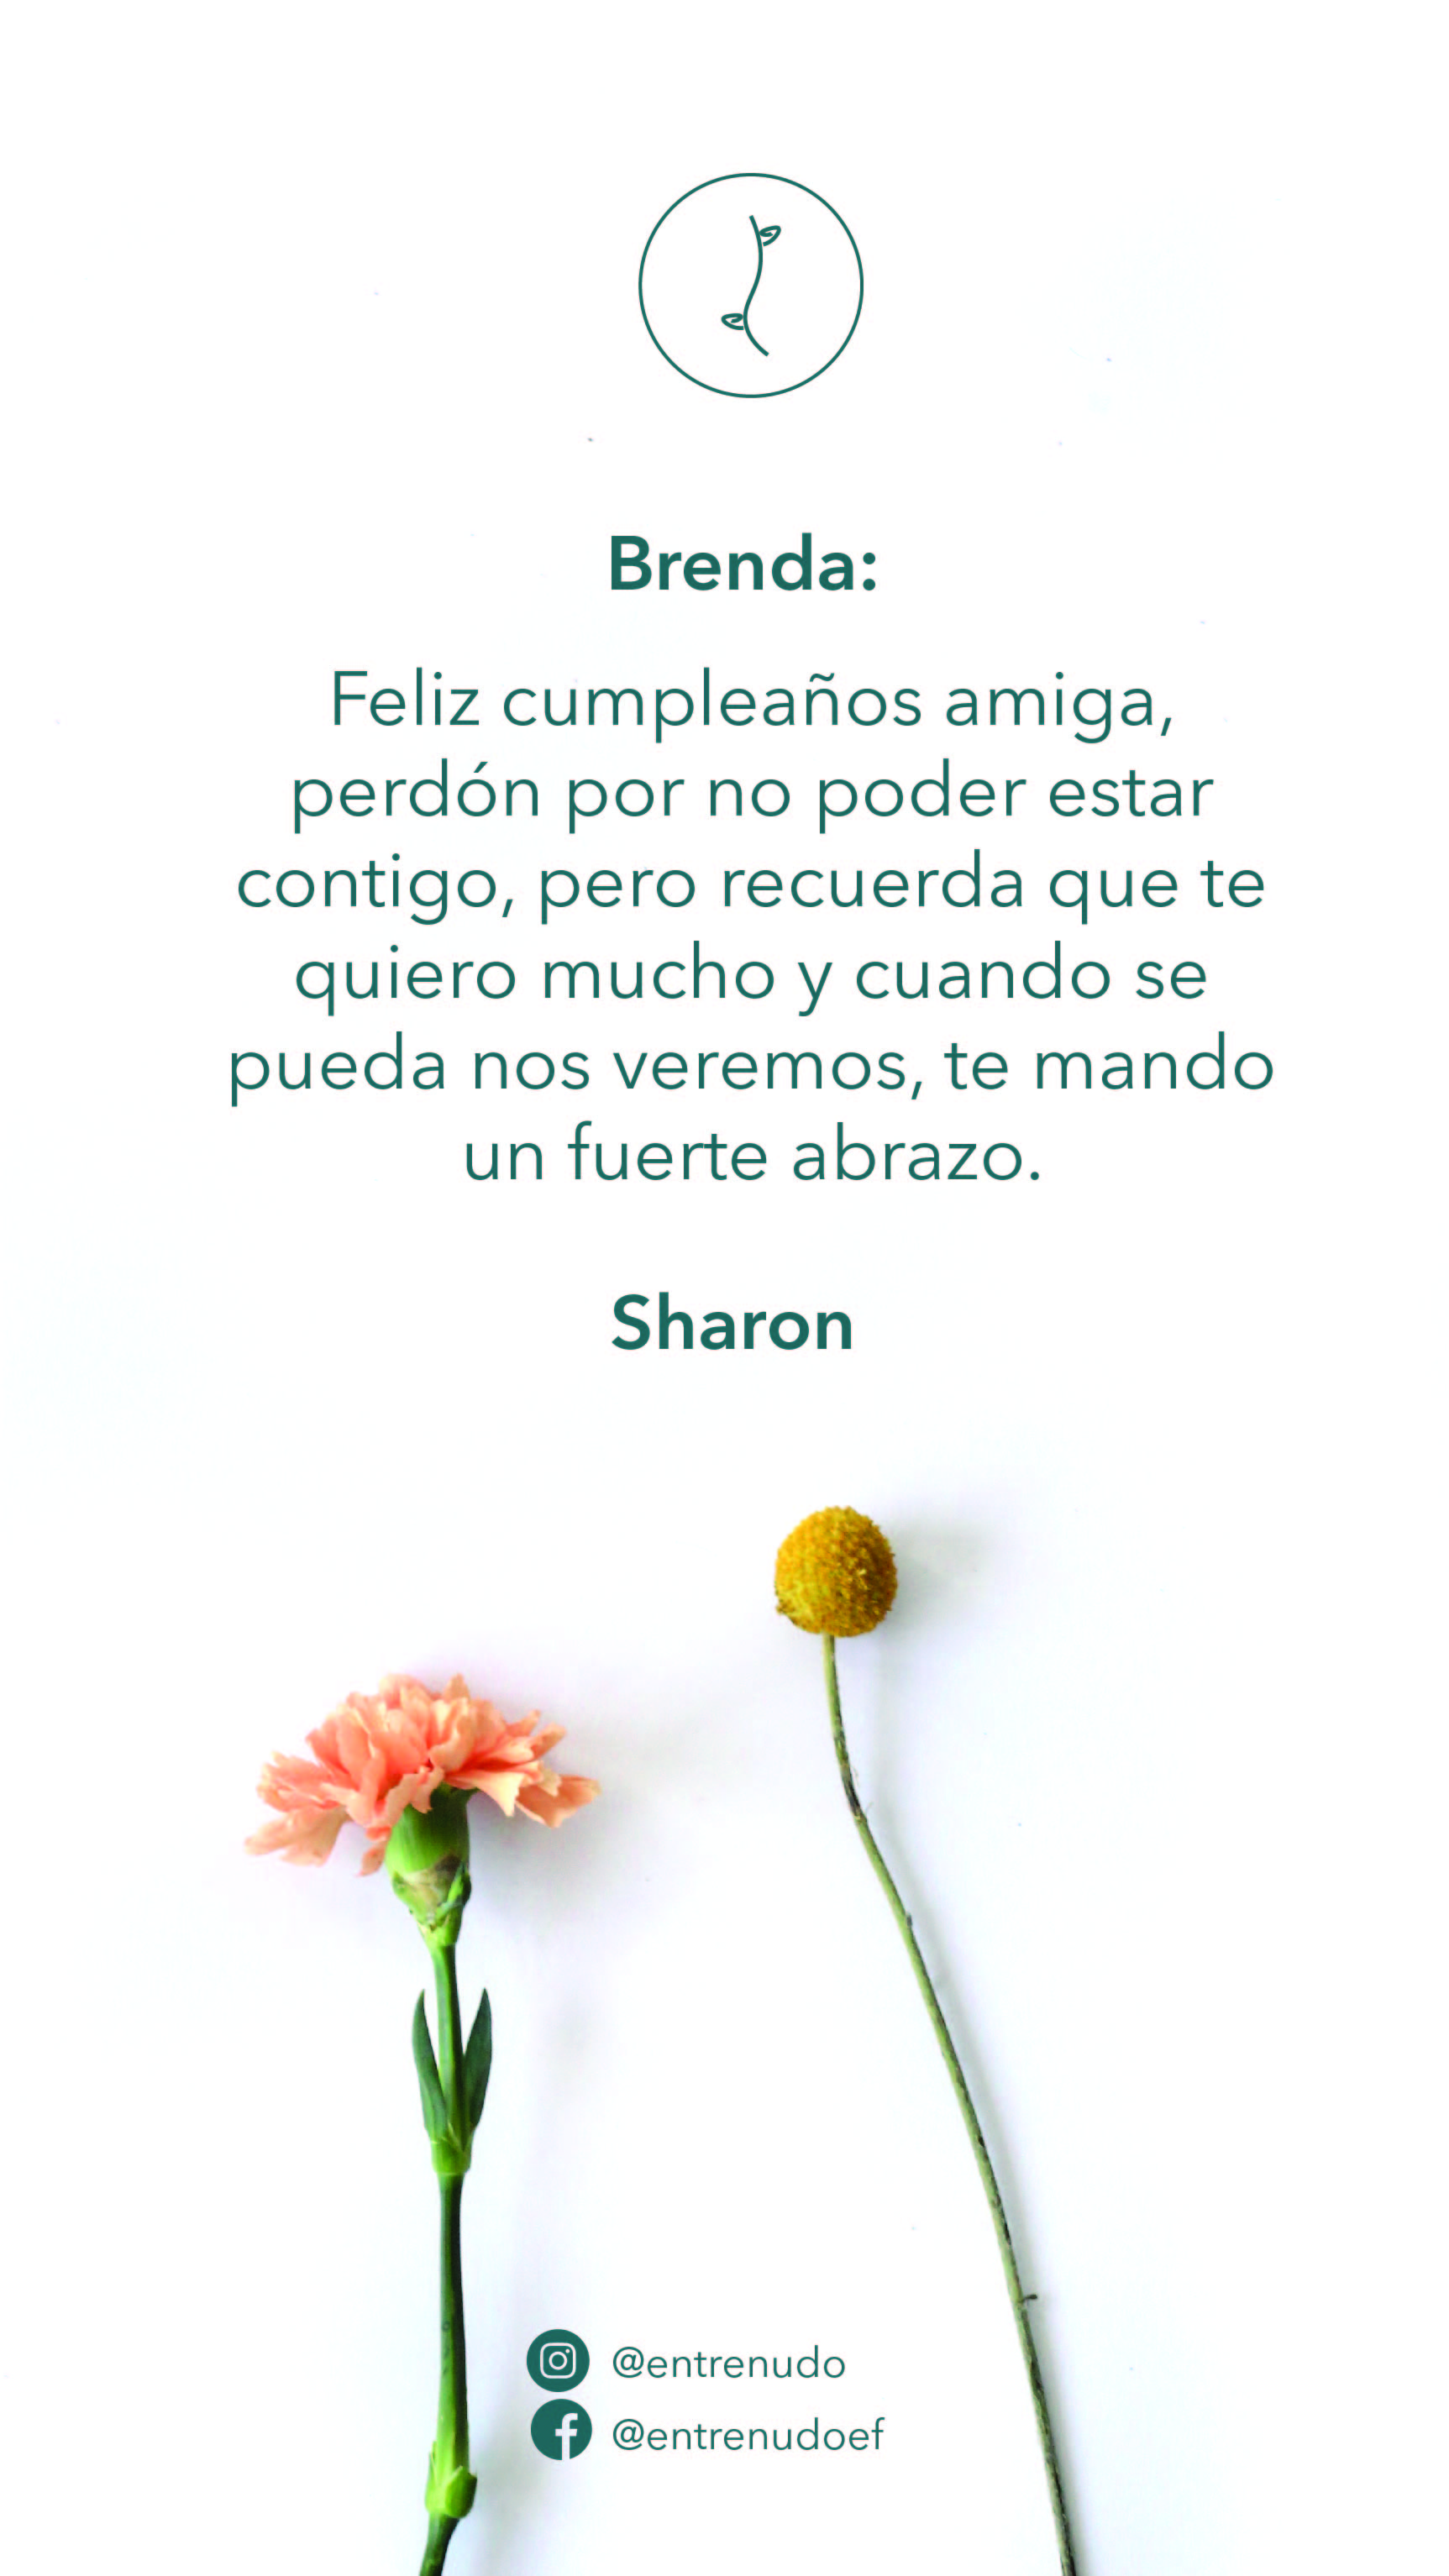 Brenda:
Feliz cumpleaños amiga,
perdón por no poder estar
contigo, pero recuerda que te
quiero mucho y cuando se
pueda nos veremos, te mando
un fuerte abrazo.
Sharon
@entrenudo
@entrenudoef